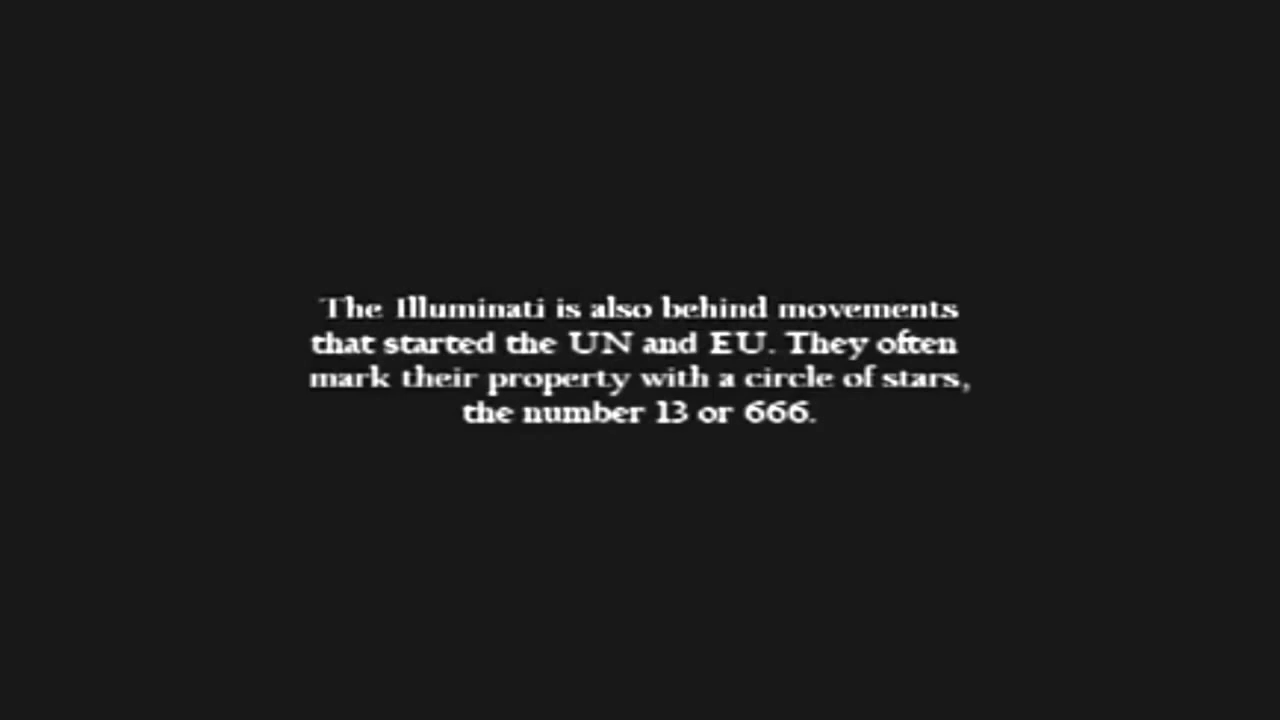 The Illuminati is also behind movements
that started the UN and EU. They often
mark their property with a circle of stars,
the number 13 or 666.